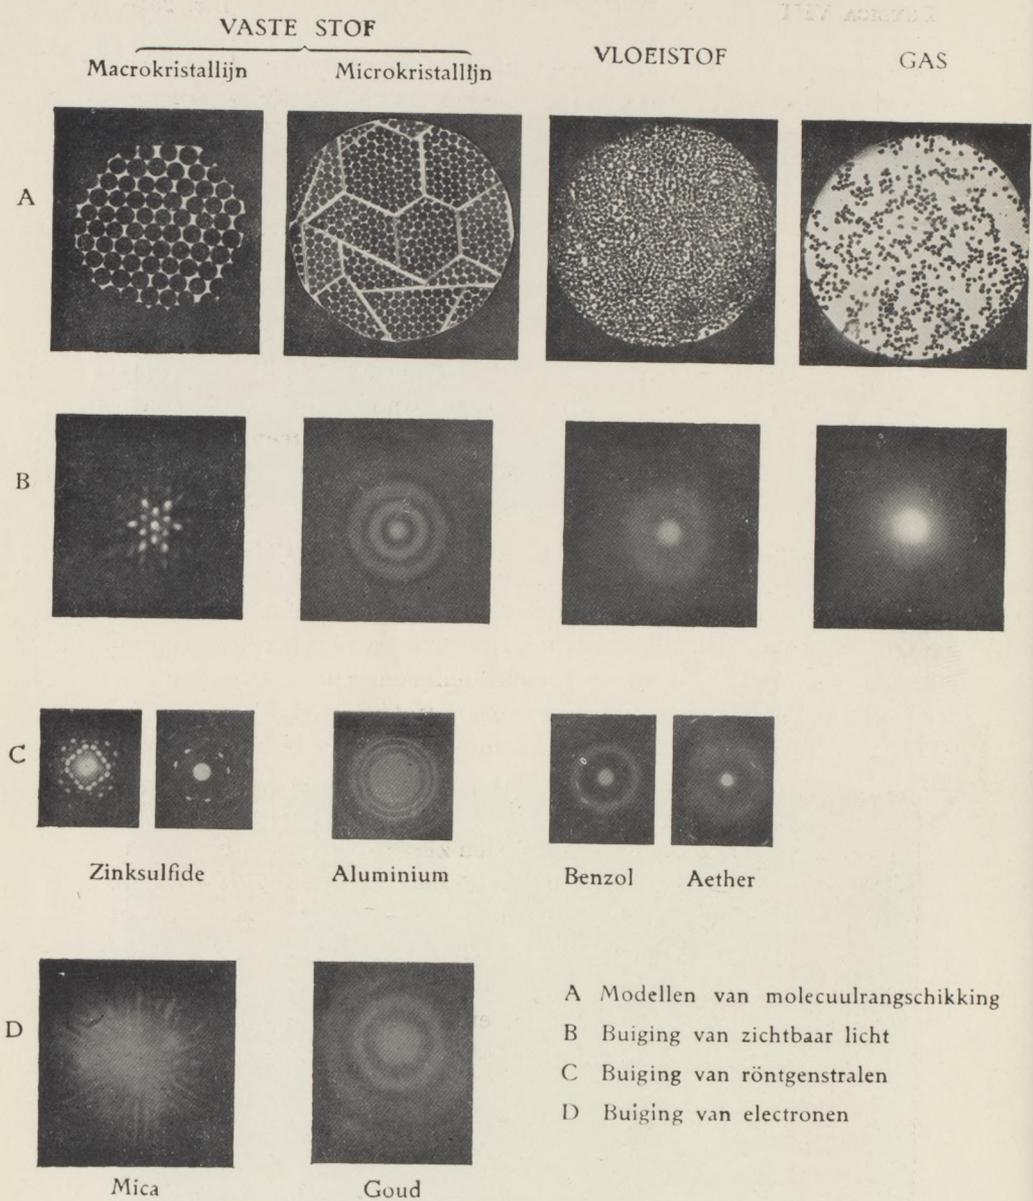 VASTE STOF
Macrokristallijn Microkristallijn VLOEISTOF GAS
A
B
C
Zinksulfide Aluminium Benzol Aether
D
A Modellen van molecuulrangschikking
B Buiging van zichtbaar licht
C Buiging van röntgenstralen
D Buiging van electronen
Mica Goud